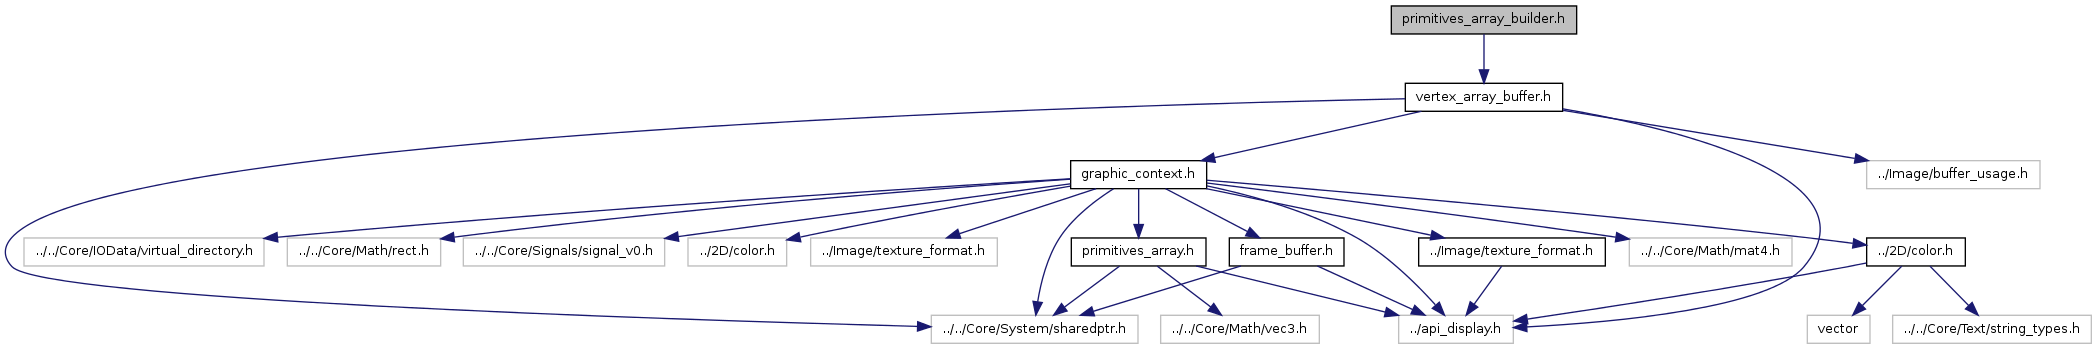 primitives_array_builder.h
vertex_array_buffer.h
graphic_context.h
../Image/buffer_usage.h
../../Core/IOData/virtual_directory.h
../../Core/Math/rect.h
../../Core/Signals/signal_v0.h
../2D/color.h
../Image/texture_format.h
primitives_array.h
frame_buffer.h
../Image/texture_format.h
../../Core/Math/mat4.h
../2D/color.h
../../Core/System/sharedptr.h
../../Core/Math/vec3.h
../api_display.h
vector
../../Core/Text/string_types.h